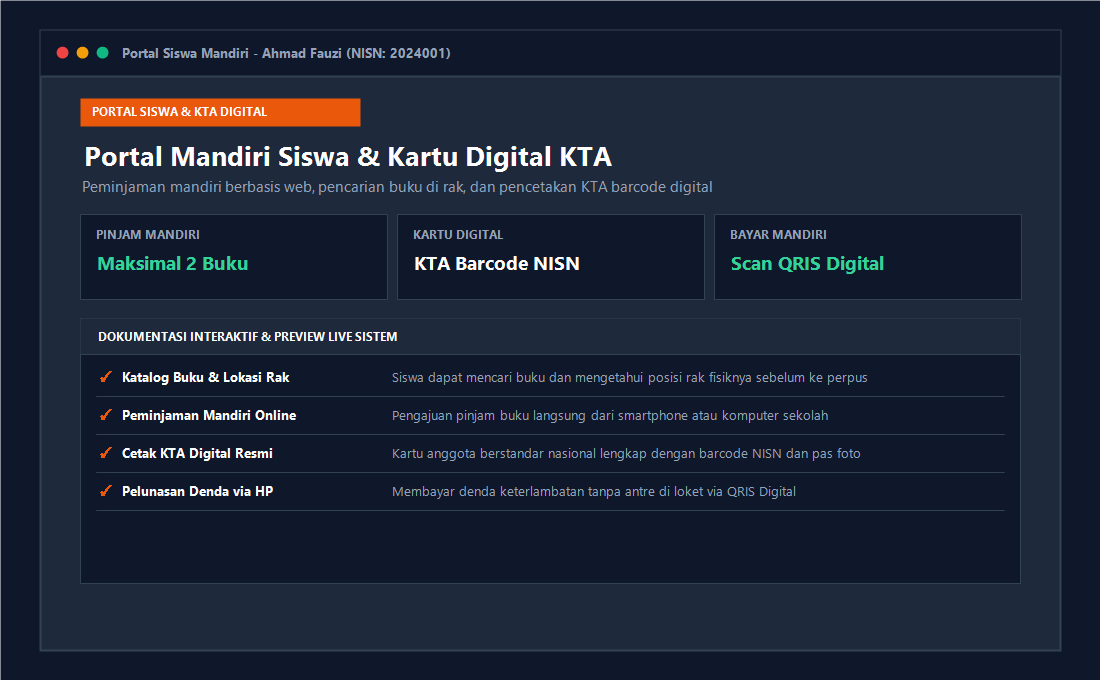 Portal Siswa Mandiri - Ahmad Fauzi (NISN: 2024001)
PORTAL SISWA & KTA DIGITAL
Portal Mandiri Siswa & Kartu Digital KTA
Peminjaman mandiri berbasis web, pencarian buku di rak, dan pencetakan KTA barcode digital
PINJAM MANDIRI
Maksimal 2 Buku
KARTU DIGITAL
KTA Barcode NISN
BAYAR MANDIRI
Scan QRIS Digital
DOKUMENTASI INTERAKTIF & PREVIEW LIVE SISTEM
✓ Katalog Buku & Lokasi Rak Siswa dapat mencari buku dan mengetahui posisi rak fisiknya sebelum ke perpus
✓ Peminjaman Mandiri Online Pengajuan pinjam buku langsung dari smartphone atau komputer sekolah
✓ Cetak KTA Digital Resmi Kartu anggota berstandar nasional lengkap dengan barcode NISN dan pas foto
✓ Pelunasan Denda via HP Membayar denda keterlambatan tanpa antre di loket via QRIS Digital